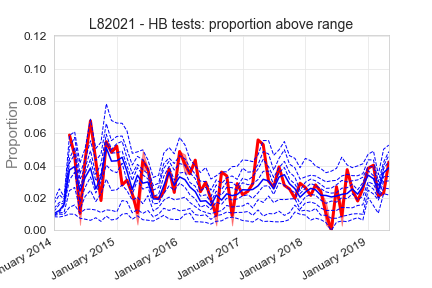 L82021 - HB tests: proportion above range
0.12
0.10
0.08
0.06
0.04
0.02
0.00
Proportion
nuary 2014
January 2015
January 2016
January 2017
January 2018
January 2019